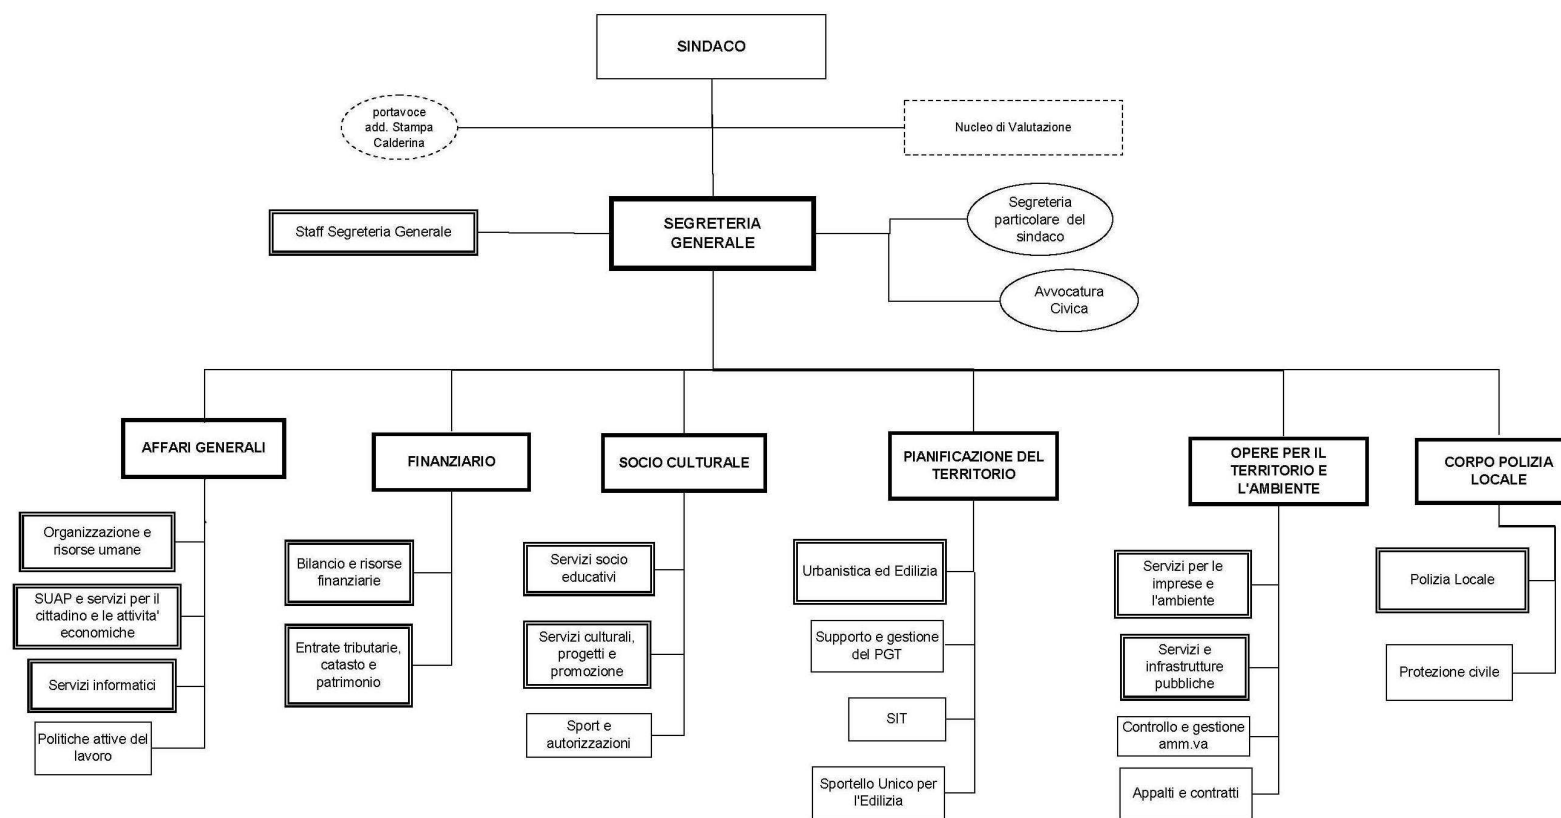 SINDACO
portavoce
add. Stampa
Calderina
Nucleo di Valutazione
Staff Segreteria Generale
SEGRETERIA
GENERALE
Segreteria
particolare del
sindaco
Avvocatura
Civica
AFFARI GENERALI
Organizzazione e
risorse umane
SUAP e servizi per il
cittadino e le attivita'
economiche
Servizi informatici
Politiche attive del
lavoro
FINANZIARIO
Bilancio e risorse
finanziarie
Entrate tributarie,
catasto e
patrimonio
SOCIO CULTURALE
Servizi socio
educativi
Servizi culturali,
progetti e
promozione
Sport e
autorizzazioni
PIANIFICAZIONE DEL
TERRITORIO
Urbanistica ed Edilizia
Supporto e gestione
del PGT
SIT
Sportello Unico per
l'Edilizia
OPERE PER IL
TERRITORIO E
L'AMBIENTE
Servizi per le
imprese e
l'ambiente
Servizi e
infrastrutture
pubbliche
Controllo e gestione
amm.va
Appalti e contratti
CORPO POLIZIA
LOCALE
Polizia Locale
Protezione civile